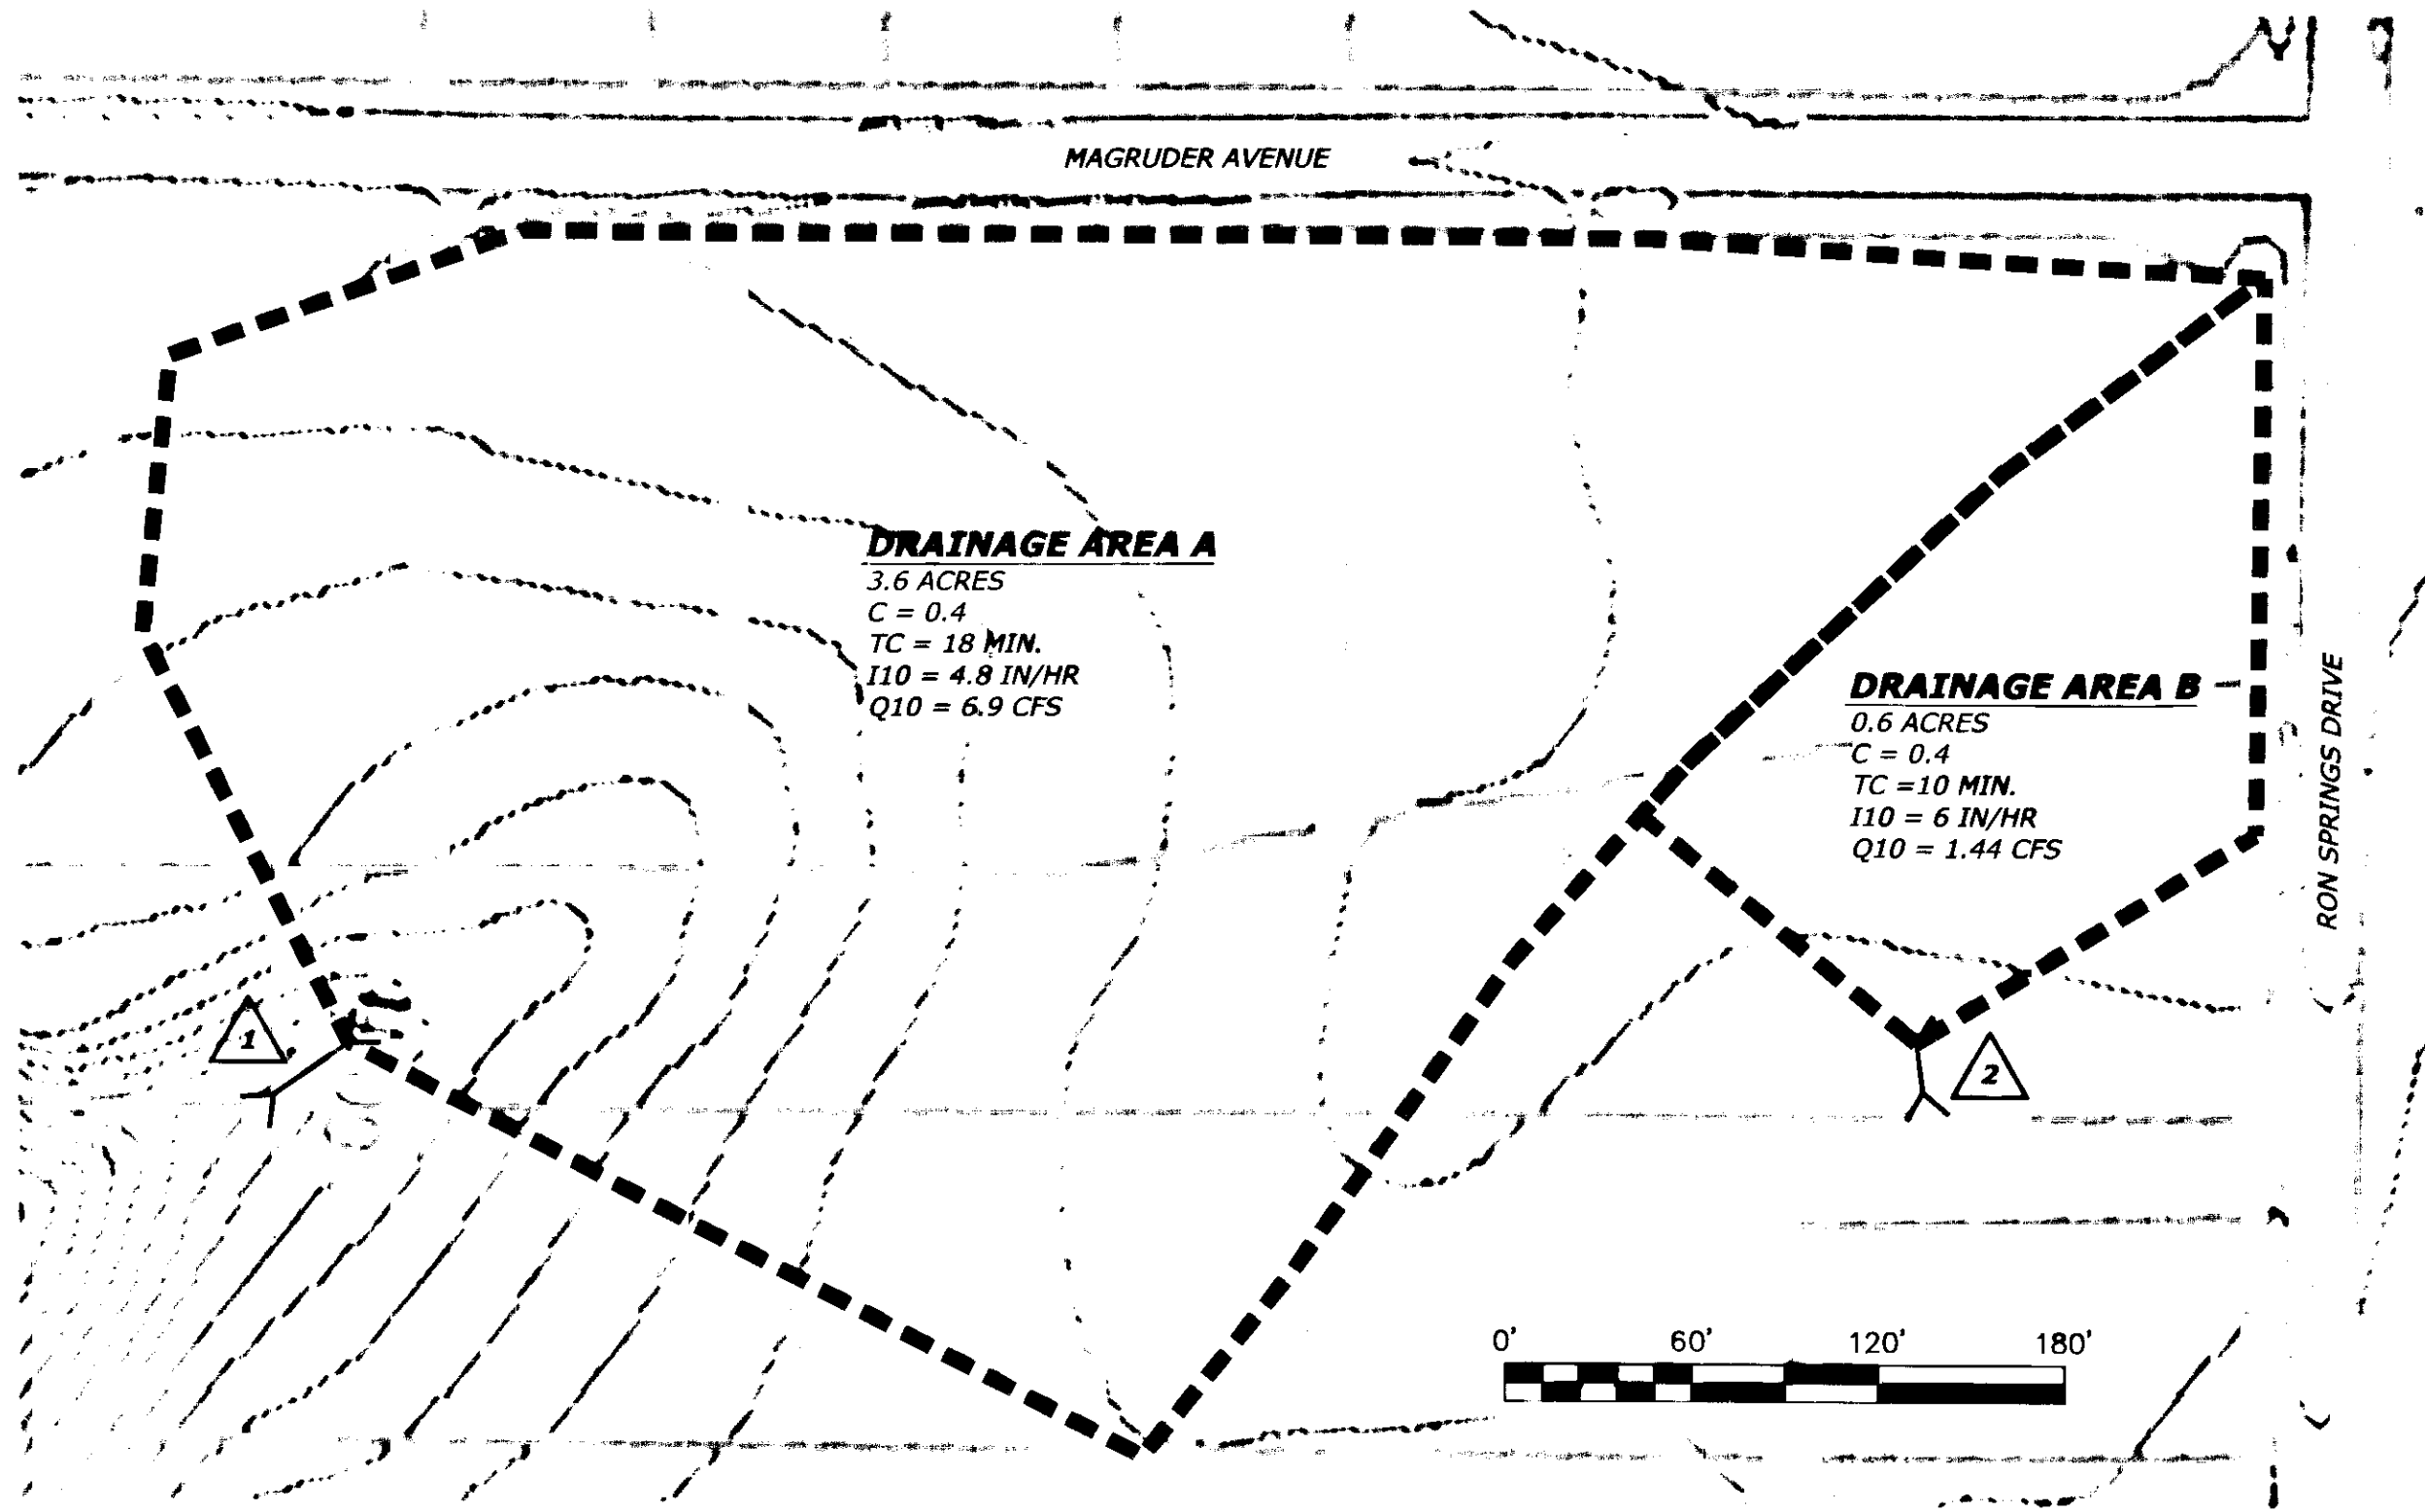 MAGRUDER AVENUE
DRAINAGE AREA A
3.6 ACRES
C = 0.4
TC = 18 MIN.
I10 = 4.8 IN/HR
Q10 = 6.9 CFS
DRAINAGE AREA B
0.6 ACRES
C = 0.4
TC =10 MIN.
I10 = 6 IN/HR
Q10 = 1.44 CFS
RON SPRINGS DRIVE
1
2
0' 60' 120' 180'